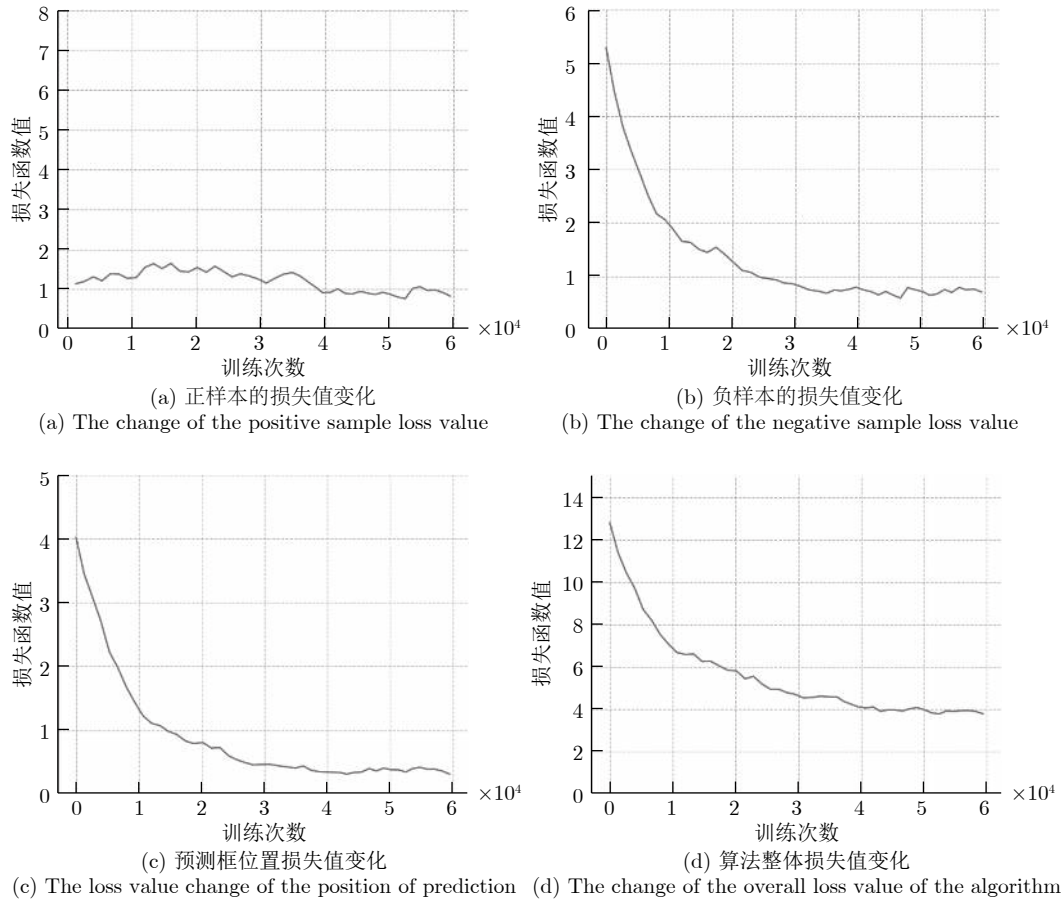 8
7
6
5
4
3
2
1
0
损失函数值
0 1 2 3 4 5 6
×10⁴
训练次数
(a) 正样本的损失值变化
(a) The change of the positive sample loss value
6
5
4
3
2
1
0
损失函数值
0 1 2 3 4 5 6
×10⁴
训练次数
(b) 负样本的损失值变化
(b) The change of the negative sample loss value
5
4
3
2
1
0
损失函数值
0 1 2 3 4 5 6
×10⁴
训练次数
(c) 预测框位置损失值变化
(c) The loss value change of the position of prediction
14
12
10
8
6
4
2
0
损失函数值
0 1 2 3 4 5 6
×10⁴
训练次数
(d) 算法整体损失值变化
(d) The change of the overall loss value of the algorithm